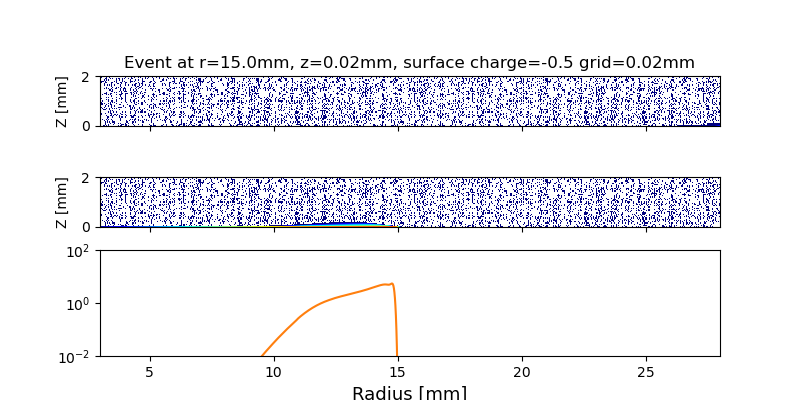 Event at r=15.0mm, z=0.02mm, surface charge=-0.5 grid=0.02mm
2
Z [mm]
0
2
Z [mm]
0
10²
10⁰
10⁻²
5 10 15 20 25
Radius [mm]